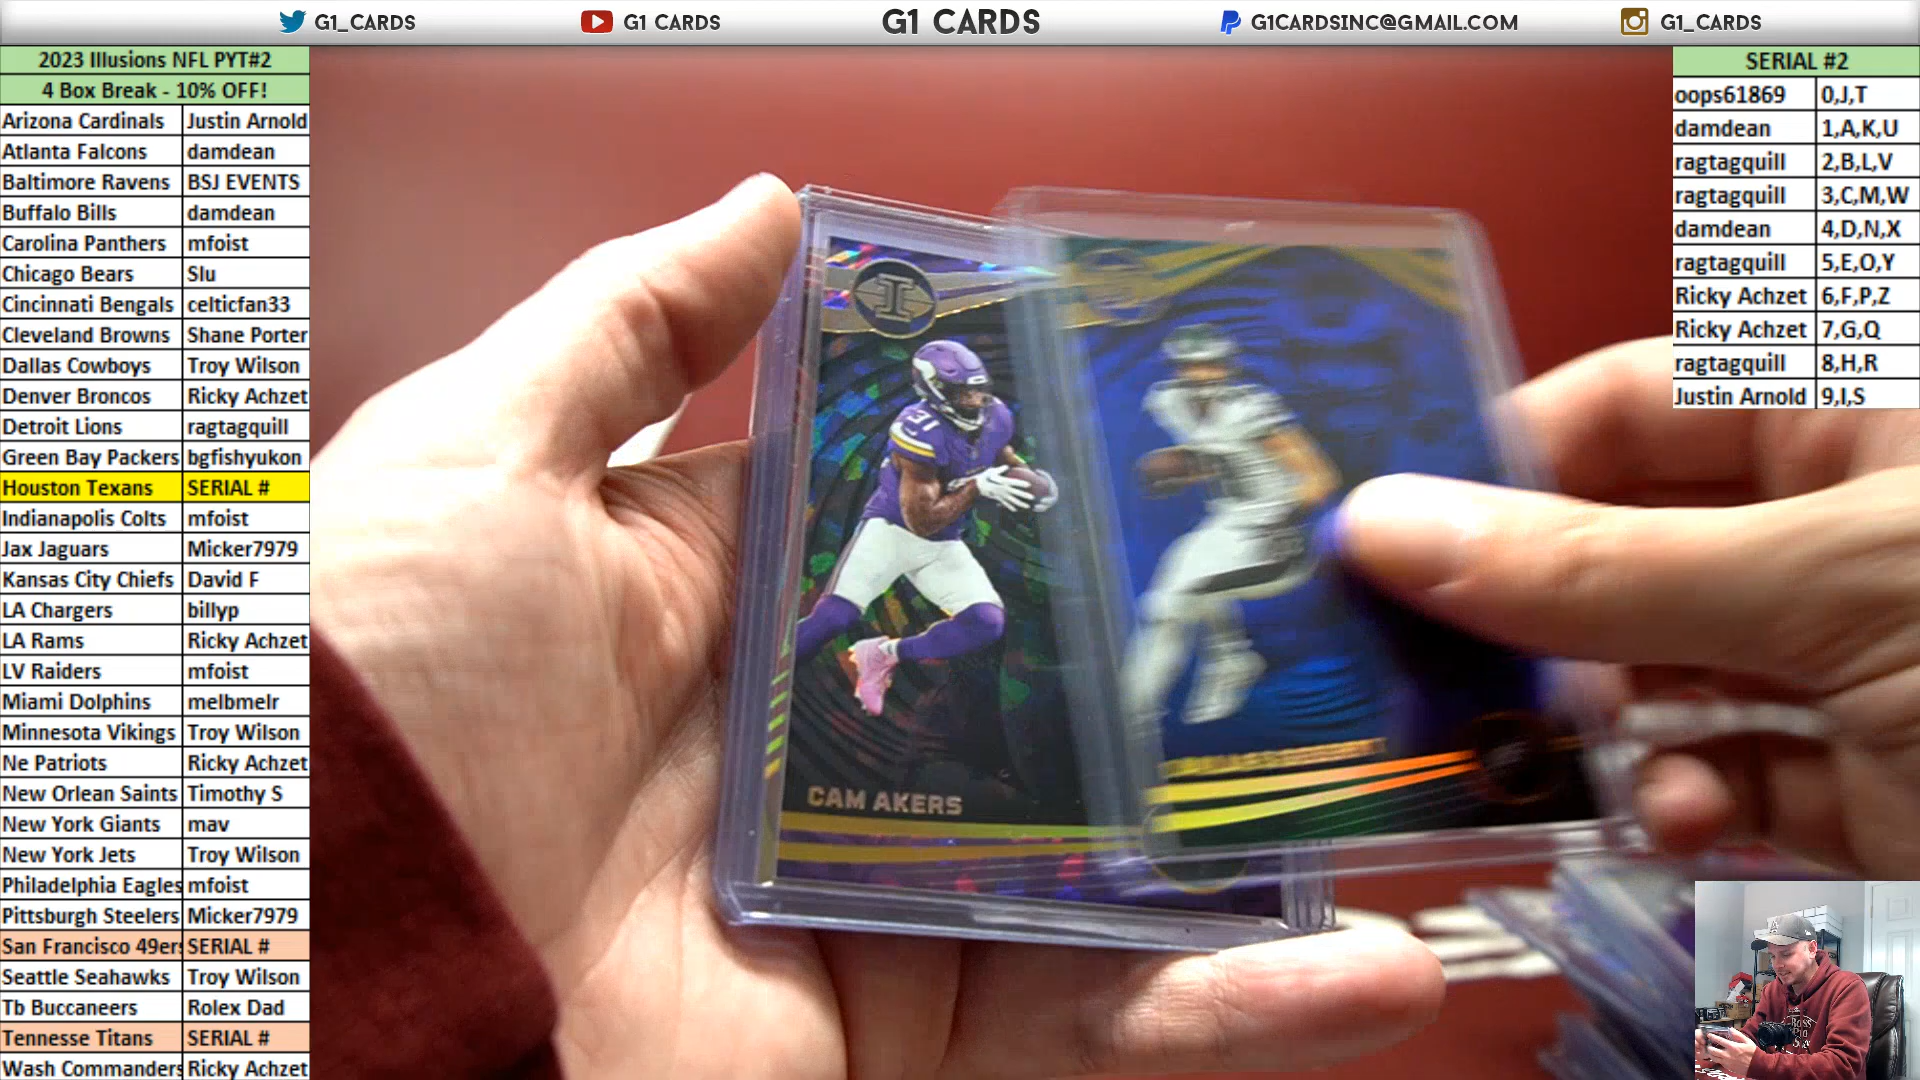 G1_CARDS
G1 CARDS
G1 CARDS
G1CARDSINC@GMAIL.COM
G1_CARDS
2023 Illusions NFL PYT#2
4 Box Break - 10% OFF!
Arizona Cardinals Justin Arnold
Atlanta Falcons damdean
Baltimore Ravens BSJ EVENTS
Buffalo Bills damdean
Carolina Panthers mfoist
Chicago Bears Slu
Cincinnati Bengals celticfan33
Cleveland Browns Shane Porter
Dallas Cowboys Troy Wilson
Denver Broncos Ricky Achzet
Detroit Lions ragtagquill
Green Bay Packers bgfishyukon
Houston Texans SERIAL #
Indianapolis Colts mfoist
Jax Jaguars Micker7979
Kansas City Chiefs David F
LA Chargers billyp
LA Rams Ricky Achzet
LV Raiders mfoist
Miami Dolphins melbmelr
Minnesota Vikings Troy Wilson
Ne Patriots Ricky Achzet
New Orlean Saints Timothy S
New York Giants mav
New York Jets Troy Wilson
Philadelphia Eagles mfoist
Pittsburgh Steelers Micker7979
San Francisco 49ers SERIAL #
Seattle Seahawks Troy Wilson
Tb Buccaneers Rolex Dad
Tennesse Titans SERIAL #
Wash Commanders Ricky Achzet
SERIAL #2
oops61869 0,J,T
damdean 1,A,K,U
ragtagquill 2,B,L,V
ragtagquill 3,C,M,W
damdean 4,D,N,X
ragtagquill 5,E,O,Y
Ricky Achzet 6,F,P,Z
Ricky Achzet 7,G,Q
ragtagquill 8,H,R
Justin Arnold 9,I,S
I
31
CAM AKERS